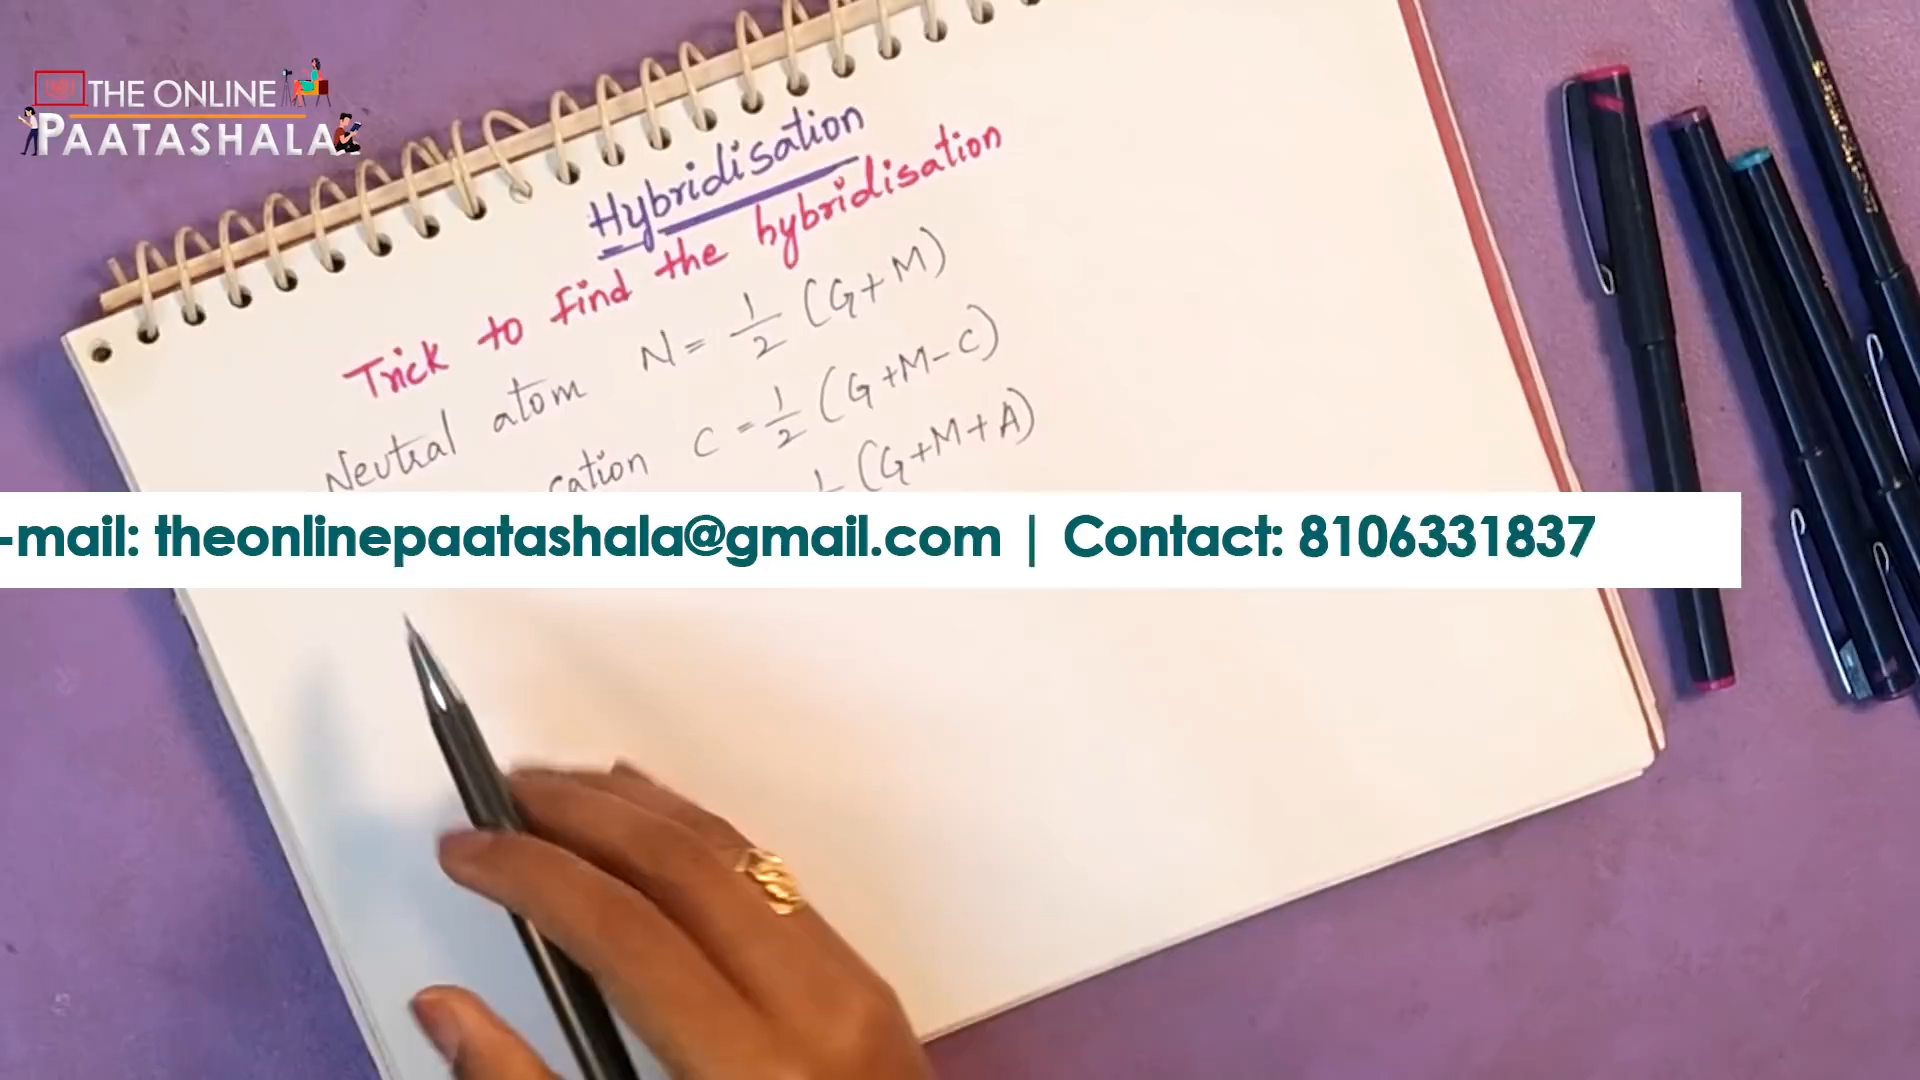 THE ONLINE
PAATASHALA
Hybridisation
Trick to find the hybridisation
Neutral atom N = 1/2 (G+M)
cation C = 1/2 (G+M-C)
(G+M+A)
-mail: theonlinepaatashala@gmail.com | Contact: 8106331837